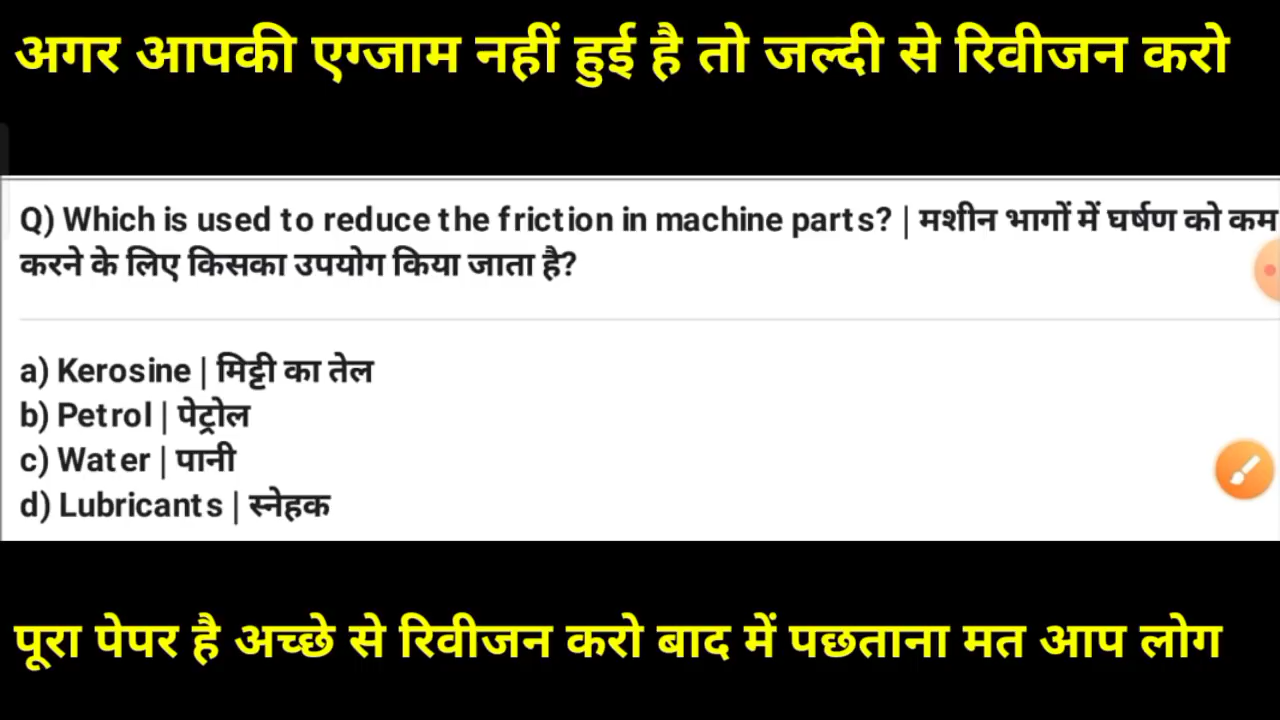 अगर आपकी एग्जाम नहीं हुई है तो जल्दी से रिवीजन करो
Q) Which is used to reduce the friction in machine parts? | मशीन भागों में घर्षण को कम
करने के लिए किसका उपयोग किया जाता है?
a) Kerosine | मिट्टी का तेल
b) Petrol | पेट्रोल
c) Water | पानी
d) Lubricants | स्नेहक
पूरा पेपर है अच्छे से रिवीजन करो बाद में पछताना मत आप लोग